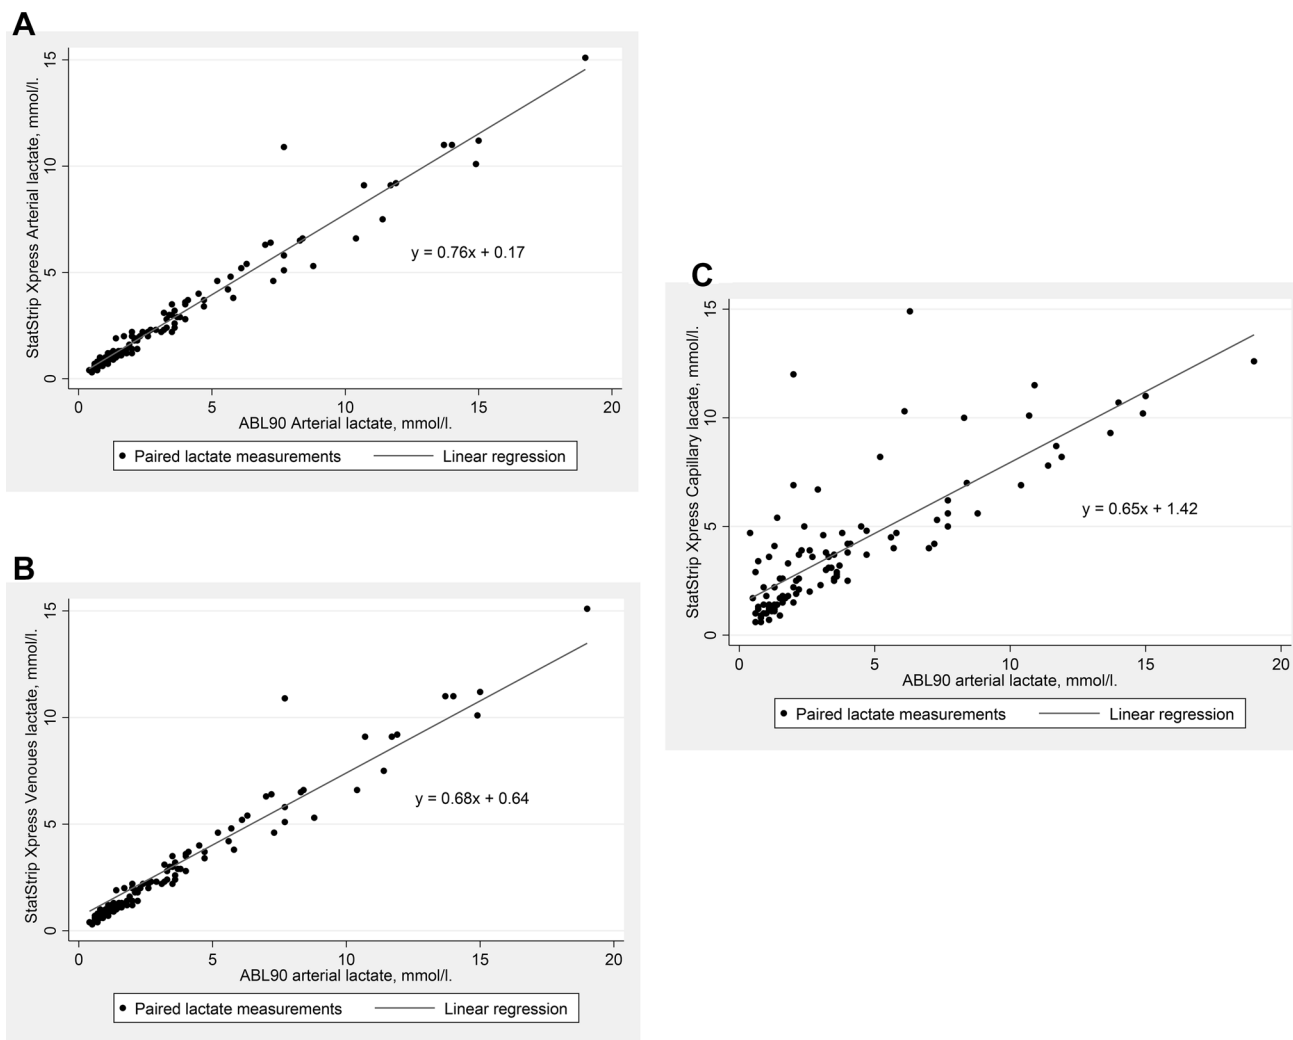 A
StatStrip Xpress Arterial lactate, mmol/l.
15
10
5
0
y = 0.76x + 0.17
0 5 10 15 20
ABL90 Arterial lactate, mmol/l.
Paired lactate measurements Linear regression
B
StatStrip Xpress Venoues lactate, mmol/l.
15
10
5
0
y = 0.68x + 0.64
0 5 10 15 20
ABL90 arterial lactate, mmol/l.
Paired lactate measurements Linear regression
C
StatStrip Xpress Capillary lacate, mmol/l.
15
10
5
0
y = 0.65x + 1.42
0 5 10 15 20
ABL90 arterial lactate, mmol/l.
Paired lactate measurements Linear regression